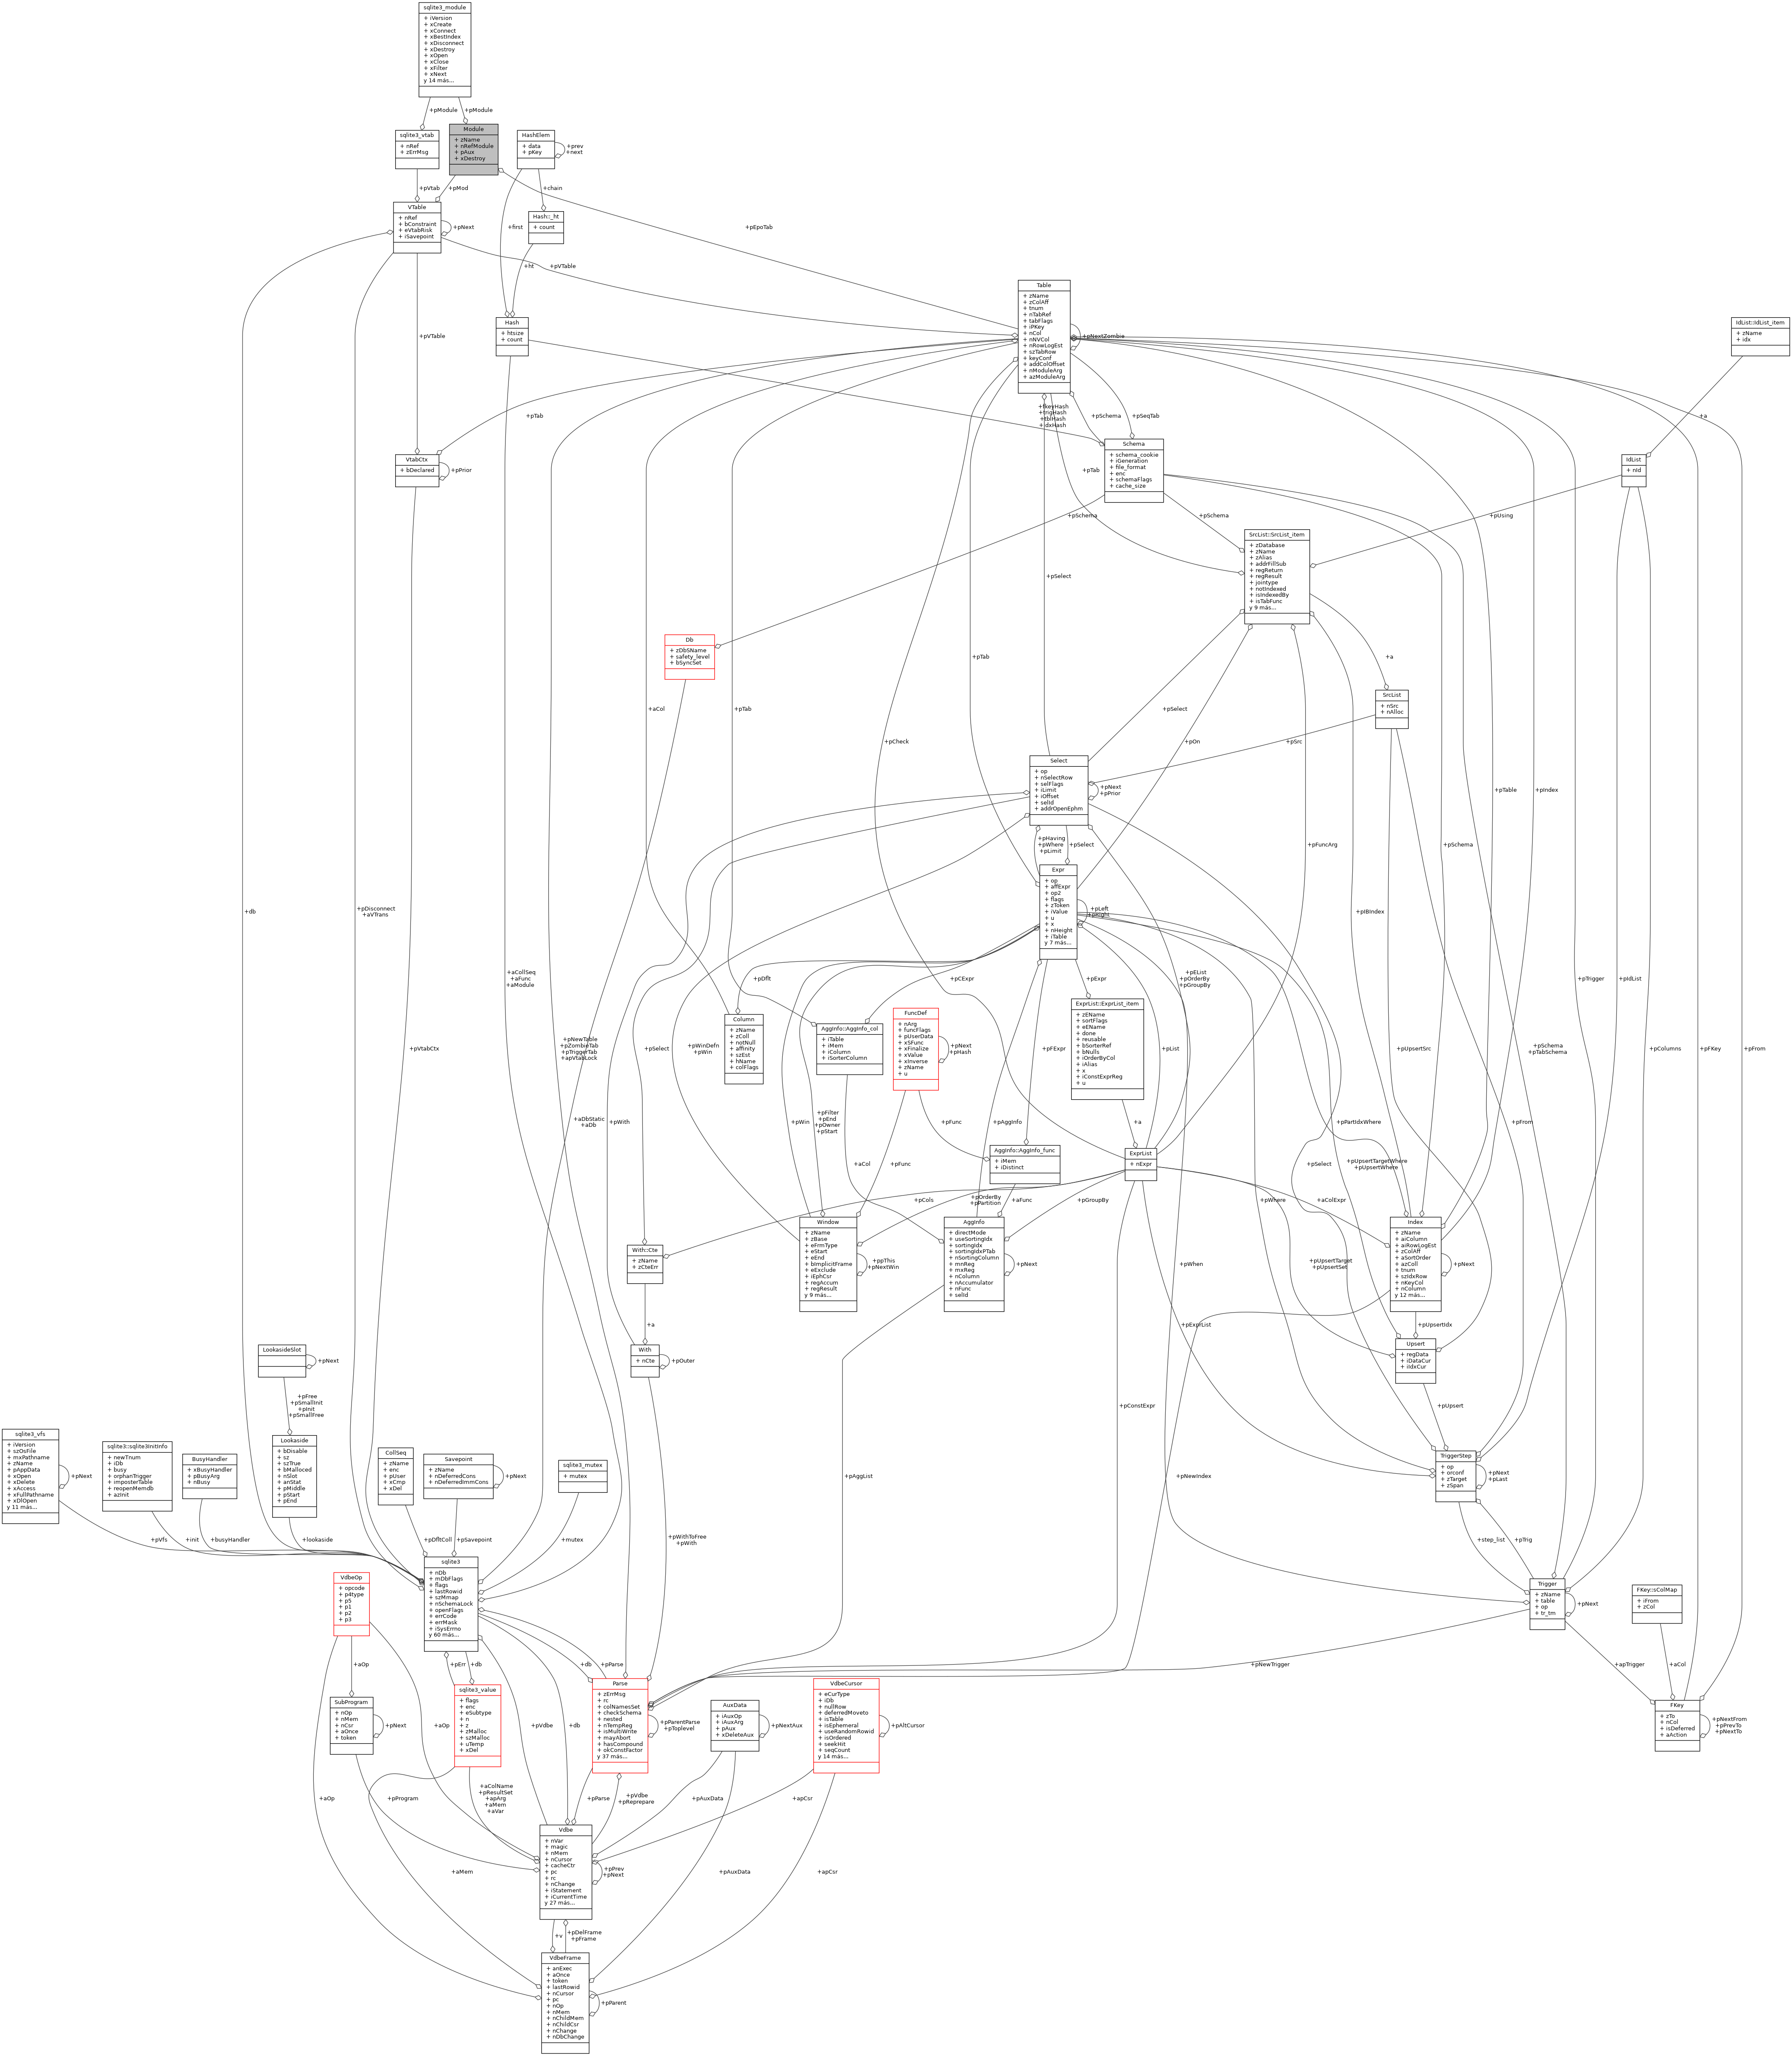 sqlite3_module
+ iVersion
+ xCreate
+ xConnect
+ xBestIndex
+ xDisconnect
+ xDestroy
+ xOpen
+ xClose
+ xFilter
+ xNext
y 14 más...
+pModule
+pModule
sqlite3_vtab
+ nRef
+ zErrMsg
Module
+ zName
+ nRefModule
+ pAux
+ xDestroy
HashElem
+ data
+ pKey
+prev
+next
+pVtab
+pMod
+chain
VTable
+ nRef
+ bConstraint
+ eVtabRisk
+ iSavepoint
+pNext
Hash::_ht
+ count
+first
+pEpoTab
+ht
+pVTable
Hash
+ htsize
+ count
+pVTable
Table
+ zName
+ zColAff
+ tnum
+ nTabRef
+ tabFlags
+ iPKey
+ nCol
+ nNVCol
+ nRowLogEst
+ szTabRow
+ keyConf
+ addColOffset
+ nModuleArg
+ azModuleArg
+pNextZombie
IdList::IdList_item
+ zName
+ idx
+fkeyHash
+trigHash
+tblHash
+idxHash
+pSchema
+pSeqTab
+pTab
+a
VtabCtx
+ bDeclared
+pPrior
Schema
+ schema_cookie
+ iGeneration
+ file_format
+ enc
+ schemaFlags
+ cache_size
+pTab
IdList
+ nId
+pSchema
+pSchema
+pUsing
SrcList::SrcList_item
+ zDatabase
+ zName
+ zAlias
+ addrFillSub
+ regReturn
+ regResult
+ jointype
+ notIndexed
+ isIndexedBy
+ isTabFunc
y 9 más...
+pSelect
Db
+ zDbSName
+ safety_level
+ bSyncSet
+pTab
+a
SrcList
+ nSrc
+ nAlloc
+aCol
+pTab
+pSelect
+pCheck
+pOn
+pSrc
Select
+ op
+ nSelectRow
+ selFlags
+ iLimit
+ iOffset
+ selId
+ addrOpenEphm
+pNext
+pPrior
+pTable
+pIndex
+pHaving
+pWhere
+pLimit
+pSelect
+pFuncArg
+pSchema
Expr
+ op
+ affExpr
+ op2
+ flags
+ zToken
+ iValue
+ u
+ x
+ nHeight
+ iTable
y 7 más...
+pLeft
+pRight
+db
+pDisconnect
+aVTrans
+pIBIndex
+aCollSeq
+aFunc
+aModule
+pDflt
+pCExpr
+pExpr
+pEList
+pOrderBy
+pGroupBy
+pTrigger
+pIdList
ExprList::ExprList_item
+ zEName
+ sortFlags
+ eEName
+ done
+ reusable
+ bSorterRef
+ bNulls
+ iOrderByCol
+ iAlias
+ x
+ iConstExprReg
+ u
FuncDef
+ nArg
+ funcFlags
+ pUserData
+ xSFunc
+ xFinalize
+ xValue
+ xInverse
+ zName
+ u
+pNext
+pHash
Column
+ zName
+ zColl
+ notNull
+ affinity
+ szEst
+ hName
+ colFlags
AggInfo::AggInfo_col
+ iTable
+ iMem
+ iColumn
+ iSorterColumn
+pVtabCtx
+pNewTable
+pZombieTab
+pTriggerTab
+apVtabLock
+pSelect
+pWinDefn
+pWin
+pFExpr
+pList
+pUpsertSrc
+pSchema
+pTabSchema
+pColumns
+pFKey
+pFrom
+aDbStatic
+aDb
+pWith
+pWin
+pFilter
+pEnd
+pOwner
+pStart
+pFunc
+pAggInfo
+a
+pPartIdxWhere
+pFrom
AggInfo::AggInfo_func
+ iMem
+ iDistinct
ExprList
+ nExpr
+aCol
+pFunc
+pSelect
+pUpsertTargetWhere
+pUpsertWhere
+pCols
+pOrderBy
+pPartition
+aFunc
+pGroupBy
+pWhere
+aColExpr
Window
+ zName
+ zBase
+ eFrmType
+ eStart
+ eEnd
+ bImplicitFrame
+ eExclude
+ iEphCsr
+ regAccum
+ regResult
y 9 más...
+ppThis
+pNextWin
AggInfo
+ directMode
+ useSortingIdx
+ sortingIdx
+ sortingIdxPTab
+ nSortingColumn
+ mnReg
+ mxReg
+ nColumn
+ nAccumulator
+ nFunc
+ selId
+pNext
Index
+ zName
+ aiColumn
+ aiRowLogEst
+ zColAff
+ aSortOrder
+ azColl
+ tnum
+ szIdxRow
+ nKeyCol
+ nColumn
y 12 más...
+pNext
With::Cte
+ zName
+ zCteErr
+pWhen
+pUpsertTarget
+pUpsertSet
+a
+pExprList
+pUpsertIdx
LookasideSlot
+pNext
With
+ nCte
+pOuter
Upsert
+ regData
+ iDataCur
+ iIdxCur
+pFree
+pSmallInit
+pInit
+pSmallFree
+pConstExpr
+pUpsert
sqlite3_vfs
+ iVersion
+ szOsFile
+ mxPathname
+ zName
+ pAppData
+ xOpen
+ xDelete
+ xAccess
+ xFullPathname
+ xDlOpen
y 11 más...
+pNext
sqlite3::sqlite3InitInfo
+ newTnum
+ iDb
+ busy
+ orphanTrigger
+ imposterTable
+ reopenMemdb
+ azInit
BusyHandler
+ xBusyHandler
+ pBusyArg
+ nBusy
Lookaside
+ bDisable
+ sz
+ szTrue
+ bMalloced
+ nSlot
+ anStat
+ pMiddle
+ pStart
+ pEnd
CollSeq
+ zName
+ enc
+ pUser
+ xCmp
+ xDel
Savepoint
+ zName
+ nDeferredCons
+ nDeferredImmCons
+pNext
sqlite3_mutex
+ mutex
+pAggList
+pNewIndex
TriggerStep
+ op
+ orconf
+ zTarget
+ zSpan
+pNext
+pLast
+pVfs
+init
+busyHandler
+lookaside
+pDfltColl
+pSavepoint
+mutex
+pWithToFree
+pWith
+step_list
+pTrig
sqlite3
+ nDb
+ mDbFlags
+ flags
+ lastRowid
+ szMmap
+ nSchemaLock
+ openFlags
+ errCode
+ errMask
+ iSysErrno
y 60 más...
VdbeOp
+ opcode
+ p4type
+ p5
+ p1
+ p2
+ p3
Trigger
+ zName
+ table
+ op
+ tr_tm
+pNext
FKey::sColMap
+ iFrom
+ zCol
+aOp
+pErr
+db
+db
+pParse
+pNewTrigger
+apTrigger
+aCol
sqlite3_value
+ flags
+ enc
+ eSubtype
+ n
+ z
+ zMalloc
+ szMalloc
+ uTemp
+ xDel
Parse
+ zErrMsg
+ rc
+ colNamesSet
+ checkSchema
+ nested
+ nTempReg
+ isMultiWrite
+ mayAbort
+ hasCompound
+ okConstFactor
y 37 más...
+pParentParse
+pToplevel
VdbeCursor
+ eCurType
+ iDb
+ nullRow
+ deferredMoveto
+ isTable
+ isEphemeral
+ useRandomRowid
+ isOrdered
+ seekHit
+ seqCount
y 14 más...
+pAltCursor
SubProgram
+ nOp
+ nMem
+ nCsr
+ aOnce
+ token
+pNext
AuxData
+ iAuxOp
+ iAuxArg
+ pAux
+ xDeleteAux
+pNextAux
FKey
+ zTo
+ nCol
+ isDeferred
+ aAction
+pNextFrom
+pPrevTo
+pNextTo
+aOp
+pVdbe
+db
+aOp
+pProgram
+aColName
+pResultSet
+apArg
+aMem
+aVar
+pParse
+pVdbe
+pReprepare
+pAuxData
+apCsr
Vdbe
+ nVar
+ magic
+ nMem
+ nCursor
+ cacheCtr
+ pc
+ rc
+ nChange
+ iStatement
+ iCurrentTime
y 27 más...
+pPrev
+pNext
+aMem
+pAuxData
+apCsr
+v
+pDelFrame
+pFrame
VdbeFrame
+ anExec
+ aOnce
+ token
+ lastRowid
+ nCursor
+ pc
+ nOp
+ nMem
+ nChildMem
+ nChildCsr
+ nChange
+ nDbChange
+pParent